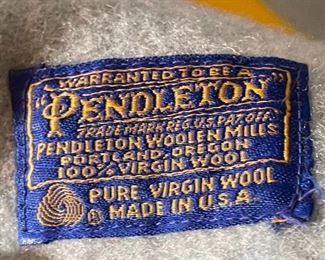 WARRANTED TO BE A
"PENDLETON"
TRADE MARK REG. U.S. PAT. OFF.
PENDLETON WOOLEN MILLS
PORTLAND, OREGON
100% VIRGIN WOOL
PURE VIRGIN WOOL
MADE IN U.S.A.